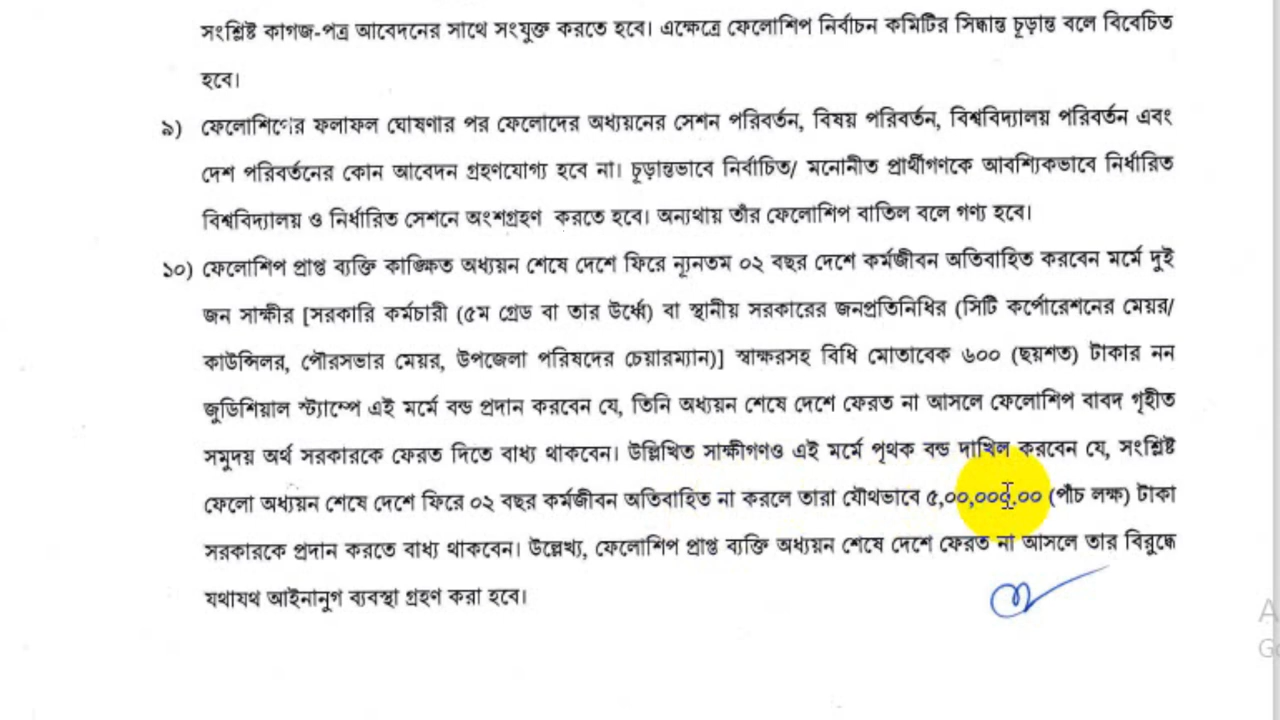 সংশ্লিষ্ট কাগজ-পত্র আবেদনের সাথে সংযুক্ত করতে হবে। এক্ষেত্রে ফেলোশিপ নির্বাচন কমিটির সিদ্ধান্ত চূড়ান্ত বলে বিবেচিত
হবে।
৯) ফেলোশিপের ফলাফল ঘোষণার পর ফেলোদের অধ্যয়নের সেশন পরিবর্তন, বিষয় পরিবর্তন, বিশ্ববিদ্যালয় পরিবর্তন এবং
দেশ পরিবর্তনের কোন আবেদন গ্রহণযোগ্য হবে না। চূড়ান্তভাবে নির্বাচিত/ মনোনীত প্রার্থীগণকে আবশ্যিকভাবে নির্ধারিত
বিশ্ববিদ্যালয় ও নির্ধারিত সেশনে অংশগ্রহণ করতে হবে। অন্যথায় তাঁর ফেলোশিপ বাতিল বলে গণ্য হবে।
১০) ফেলোশিপ প্রাপ্ত ব্যক্তি কাঙ্ক্ষিত অধ্যয়ন শেষে দেশে ফিরে ন্যূনতম ০২ বছর দেশে কর্মজীবন অতিবাহিত করবেন মর্মে দুই
জন সাক্ষীর [সরকারি কর্মচারী (৫ম গ্রেড বা তার উর্ধ্বে) বা স্থানীয় সরকারের জনপ্রতিনিধির (সিটি কর্পোরেশনের মেয়র/
কাউন্সিলর, পৌরসভার মেয়র, উপজেলা পরিষদের চেয়ারম্যান)] স্বাক্ষরসহ বিধি মোতাবেক ৬০০ (ছয়শত) টাকার নন
জুডিশিয়াল স্ট্যাম্পে এই মর্মে বন্ড প্রদান করবেন যে, তিনি অধ্যয়ন শেষে দেশে ফেরত না আসলে ফেলোশিপ বাবদ গৃহীত
সমুদয় অর্থ সরকারকে ফেরত দিতে বাধ্য থাকবেন। উল্লিখিত সাক্ষীগণও এই মর্মে পৃথক বন্ড দাখিল করবেন যে, সংশ্লিষ্ট
ফেলো অধ্যয়ন শেষে দেশে ফিরে ০২ বছর কর্মজীবন অতিবাহিত না করলে তারা যৌথভাবে ৫,০০,০০০.০০ (পাঁচ লক্ষ) টাকা
সরকারকে প্রদান করতে বাধ্য থাকবেন। উল্লেখ্য, ফেলোশিপ প্রাপ্ত ব্যক্তি অধ্যয়ন শেষে দেশে ফেরত না আসলে তার বিরুদ্ধে
যথাযথ আইনানুগ ব্যবস্থা গ্রহণ করা হবে।